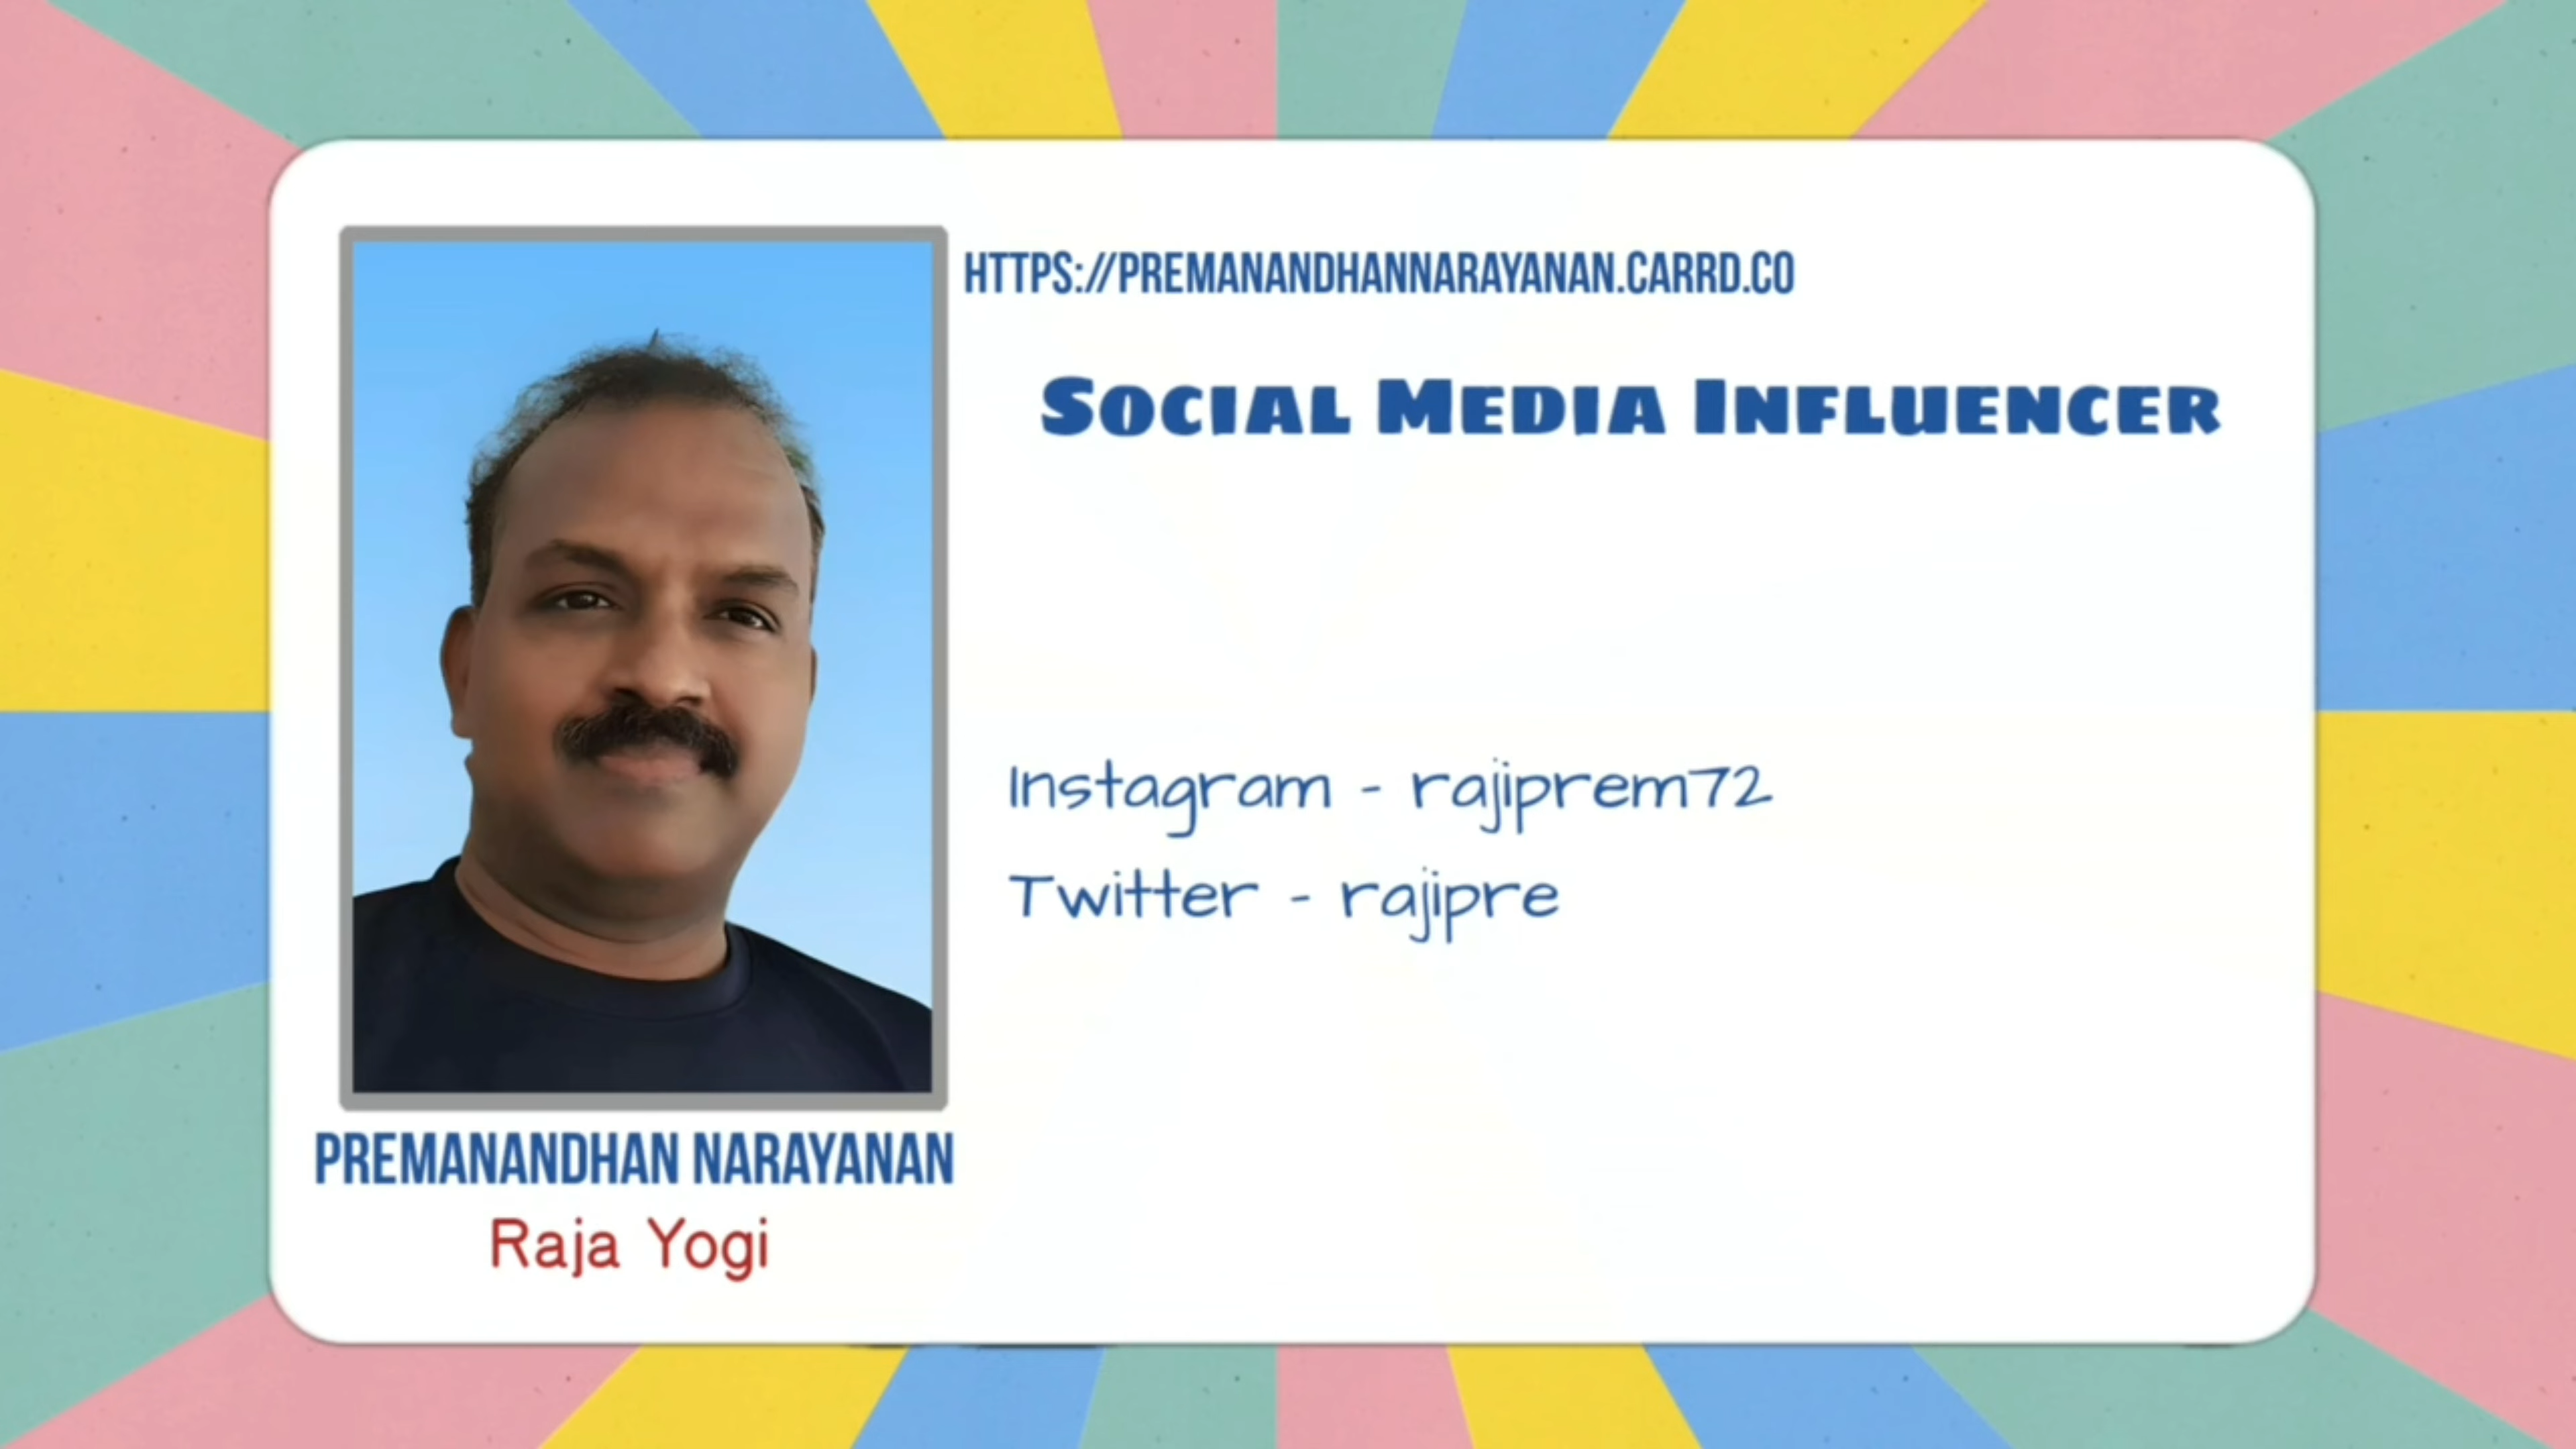 HTTPS://PREMANANDHANNARAYANAN.CARRD.CO
Social Media Influencer
Instagram - rajiprem72
Twitter - rajipre
PREMANANDHAN NARAYANAN
Raja Yogi